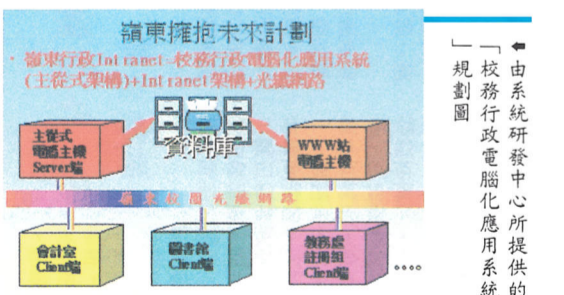 嶺東擁抱未來計劃
・嶺東行政Intranet=校務行政電腦化應用系統
(主從式架構)+Intranet架構+光纖網路
主從式
電腦主機
Server端
資料庫
WWW站
電腦主機
嶺東校園光纖網路
會計室
Client端
圖書館
Client端
教務處
註冊組
Client端
....
由系統研發中心所提供的
「校務行政電腦化應用系統
」規劃圖